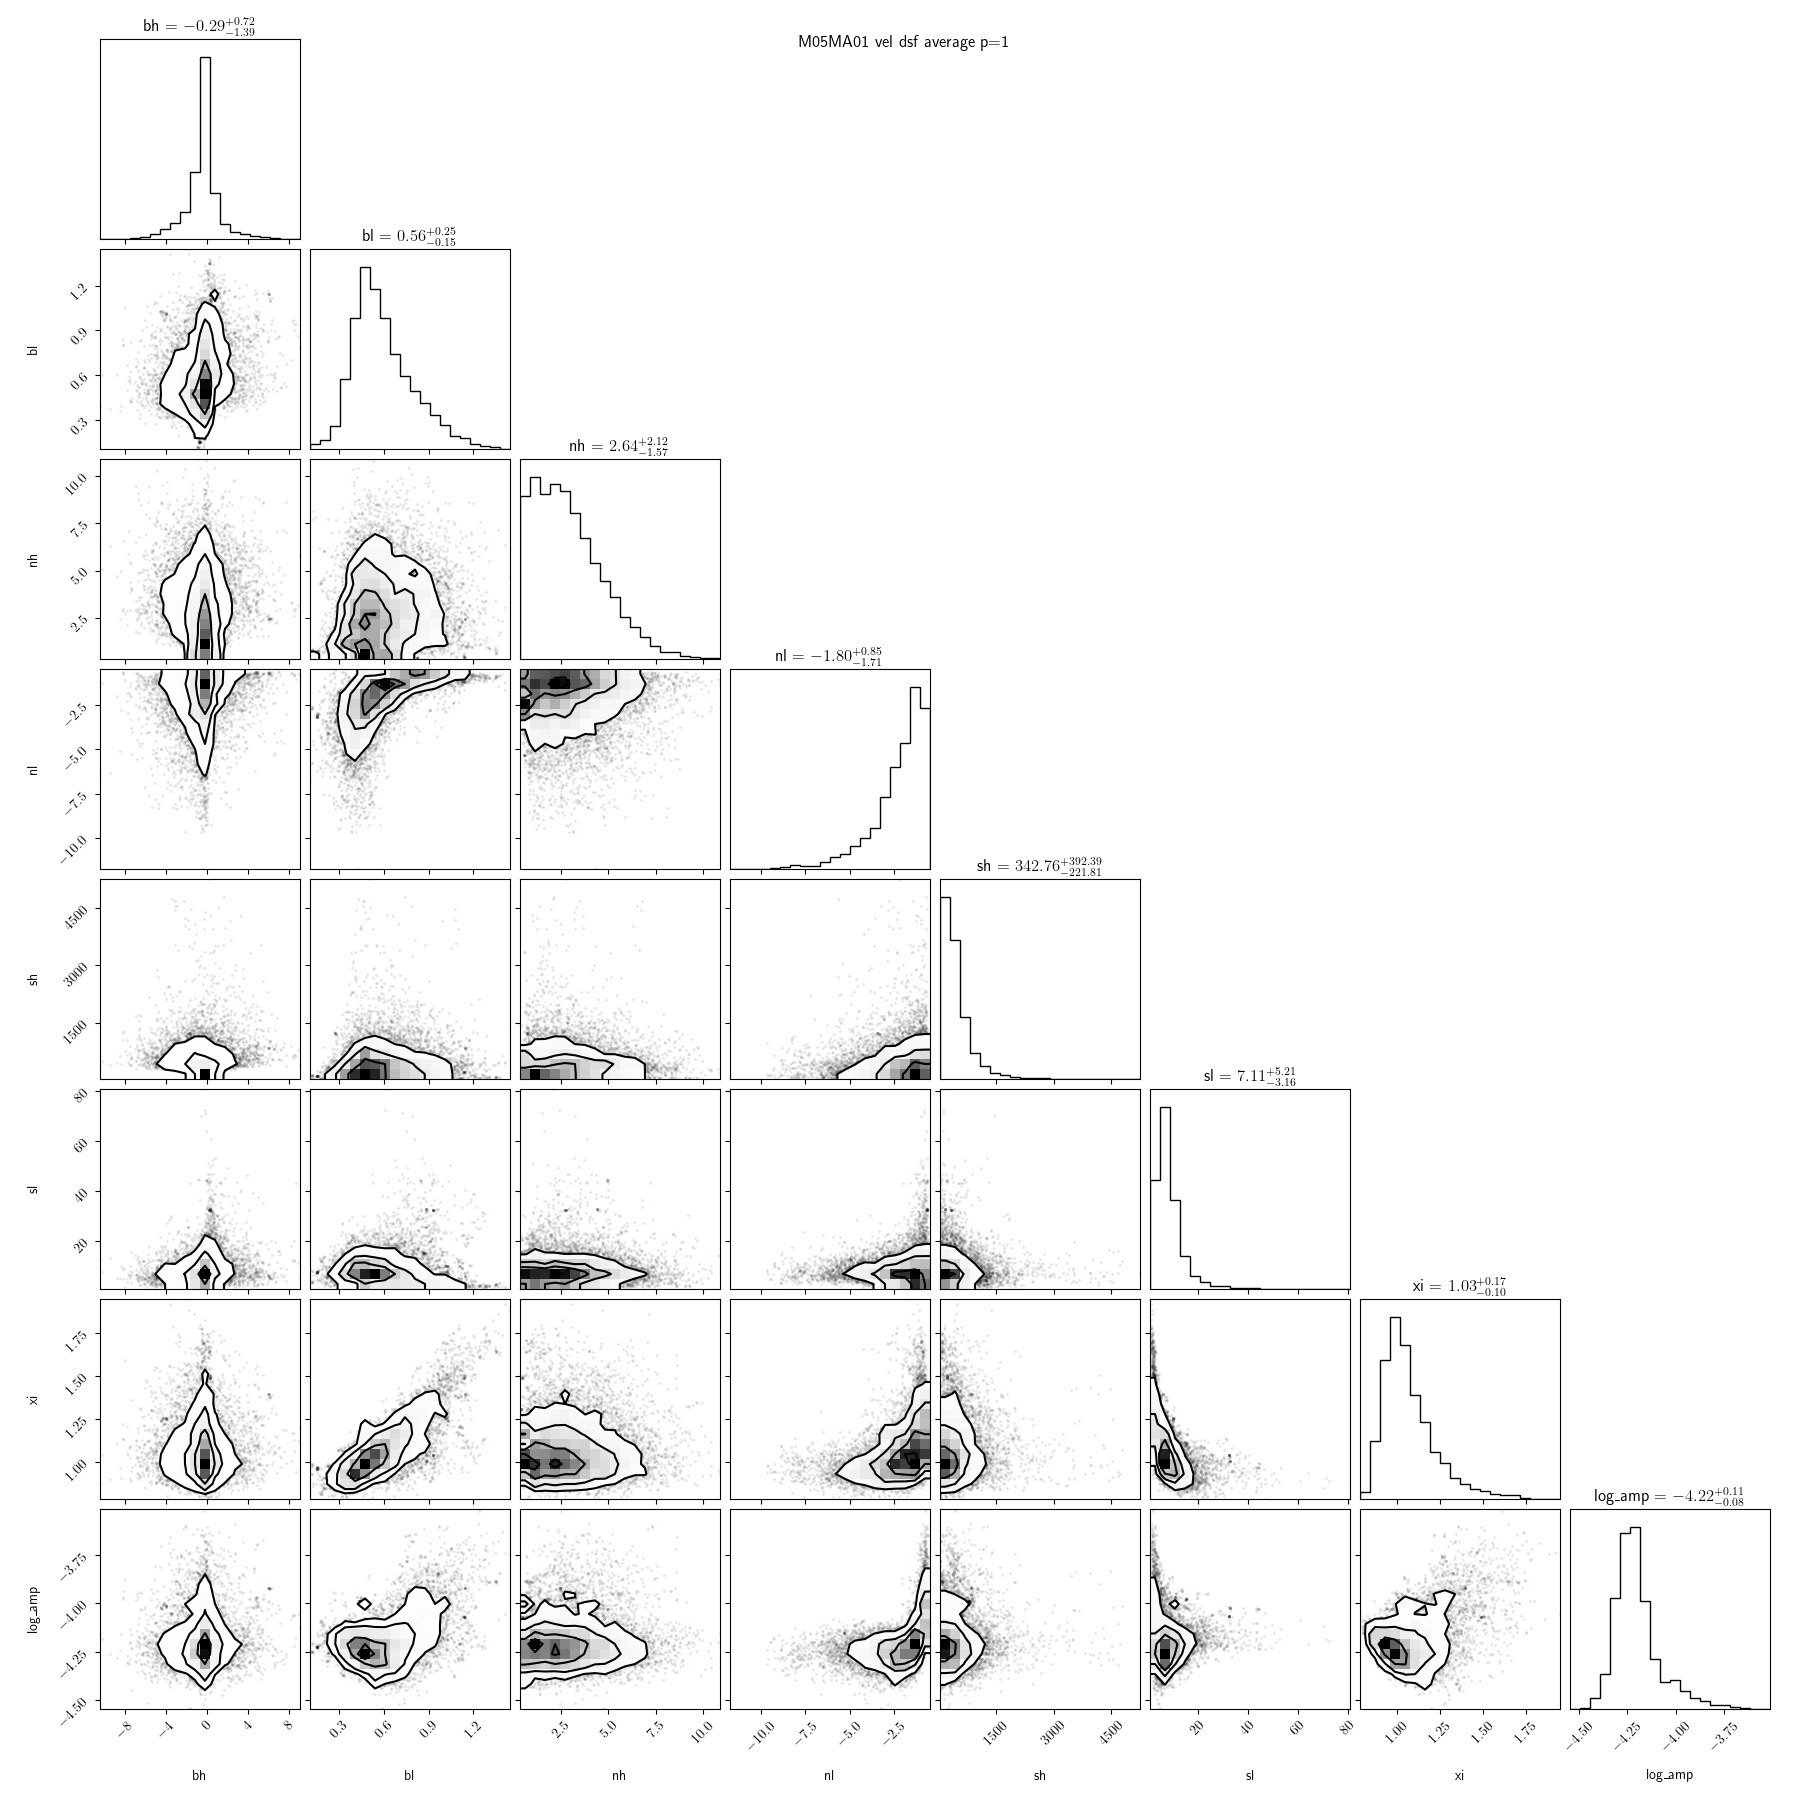 M05MA01 vel dsf average p=1
bh = −0.29 +0.72 −1.39
bl = 0.56 +0.25 −0.15
1.2
0.9
0.6
0.3
bl
nh = 2.64 +2.12 −1.57
10.0
7.5
5.0
2.5
nh
nl = −1.80 +0.85 −1.71
−2.5
−5.0
−7.5
−10.0
nl
sh = 342.76 +392.39 −221.81
4500
3000
1500
sh
sl = 7.11 +5.21 −3.16
80
60
40
20
sl
xi = 1.03 +0.17 −0.10
1.75
1.50
1.25
1.00
xi
log_amp = −4.22 +0.11 −0.08
−3.75
−4.00
−4.25
−4.50
log_amp
−8 −4 0 4 8 0.3 0.6 0.9 1.2 2.5 5.0 7.5 10.0 −10.0 −7.5 −5.0 −2.5 1500 3000 4500 20 40 60 80 1.00 1.25 1.50 1.75 −4.50 −4.25 −4.00 −3.75
bh bl nh nl sh sl xi log_amp